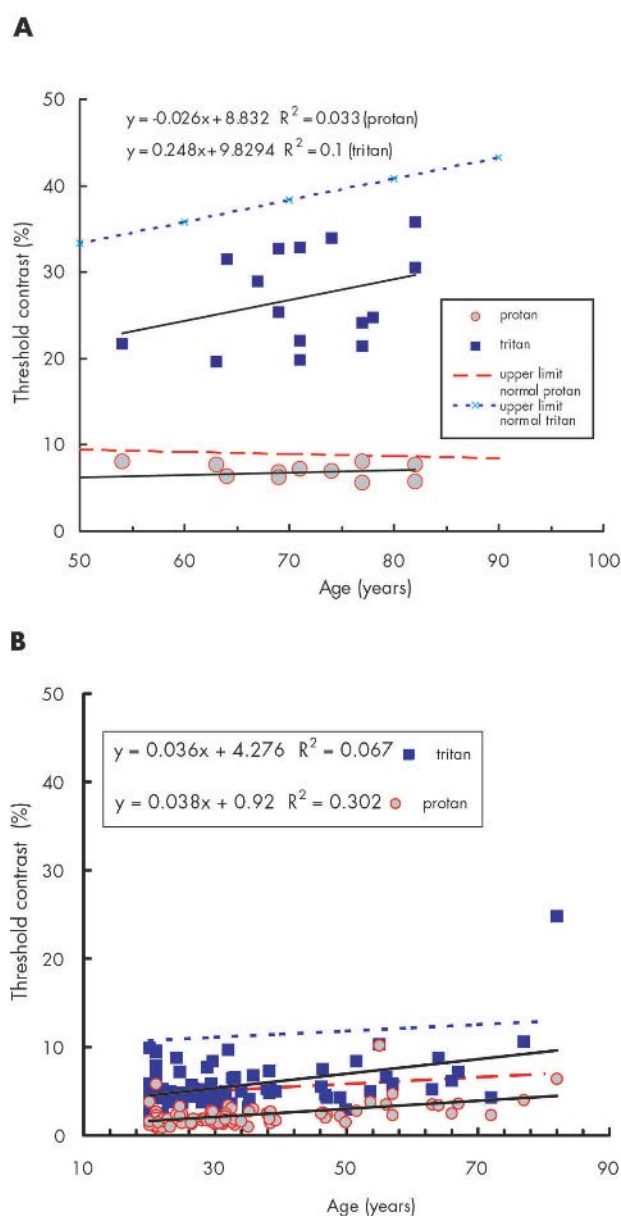 A
y = -0.026x + 8.832 R² = 0.033 (protan)
y = 0.248x + 9.8294 R² = 0.1 (tritan)
Threshold contrast (%)
50
40
30
20
10
0
protan
tritan
upper limit
normal protan
upper limit
normal tritan
50 60 70 80 90 100
Age (years)
B
y = 0.036x + 4.276 R² = 0.067 tritan
y = 0.038x + 0.92 R² = 0.302 protan
Threshold contrast (%)
50
40
30
20
10
0
10 30 50 70 90
Age (years)